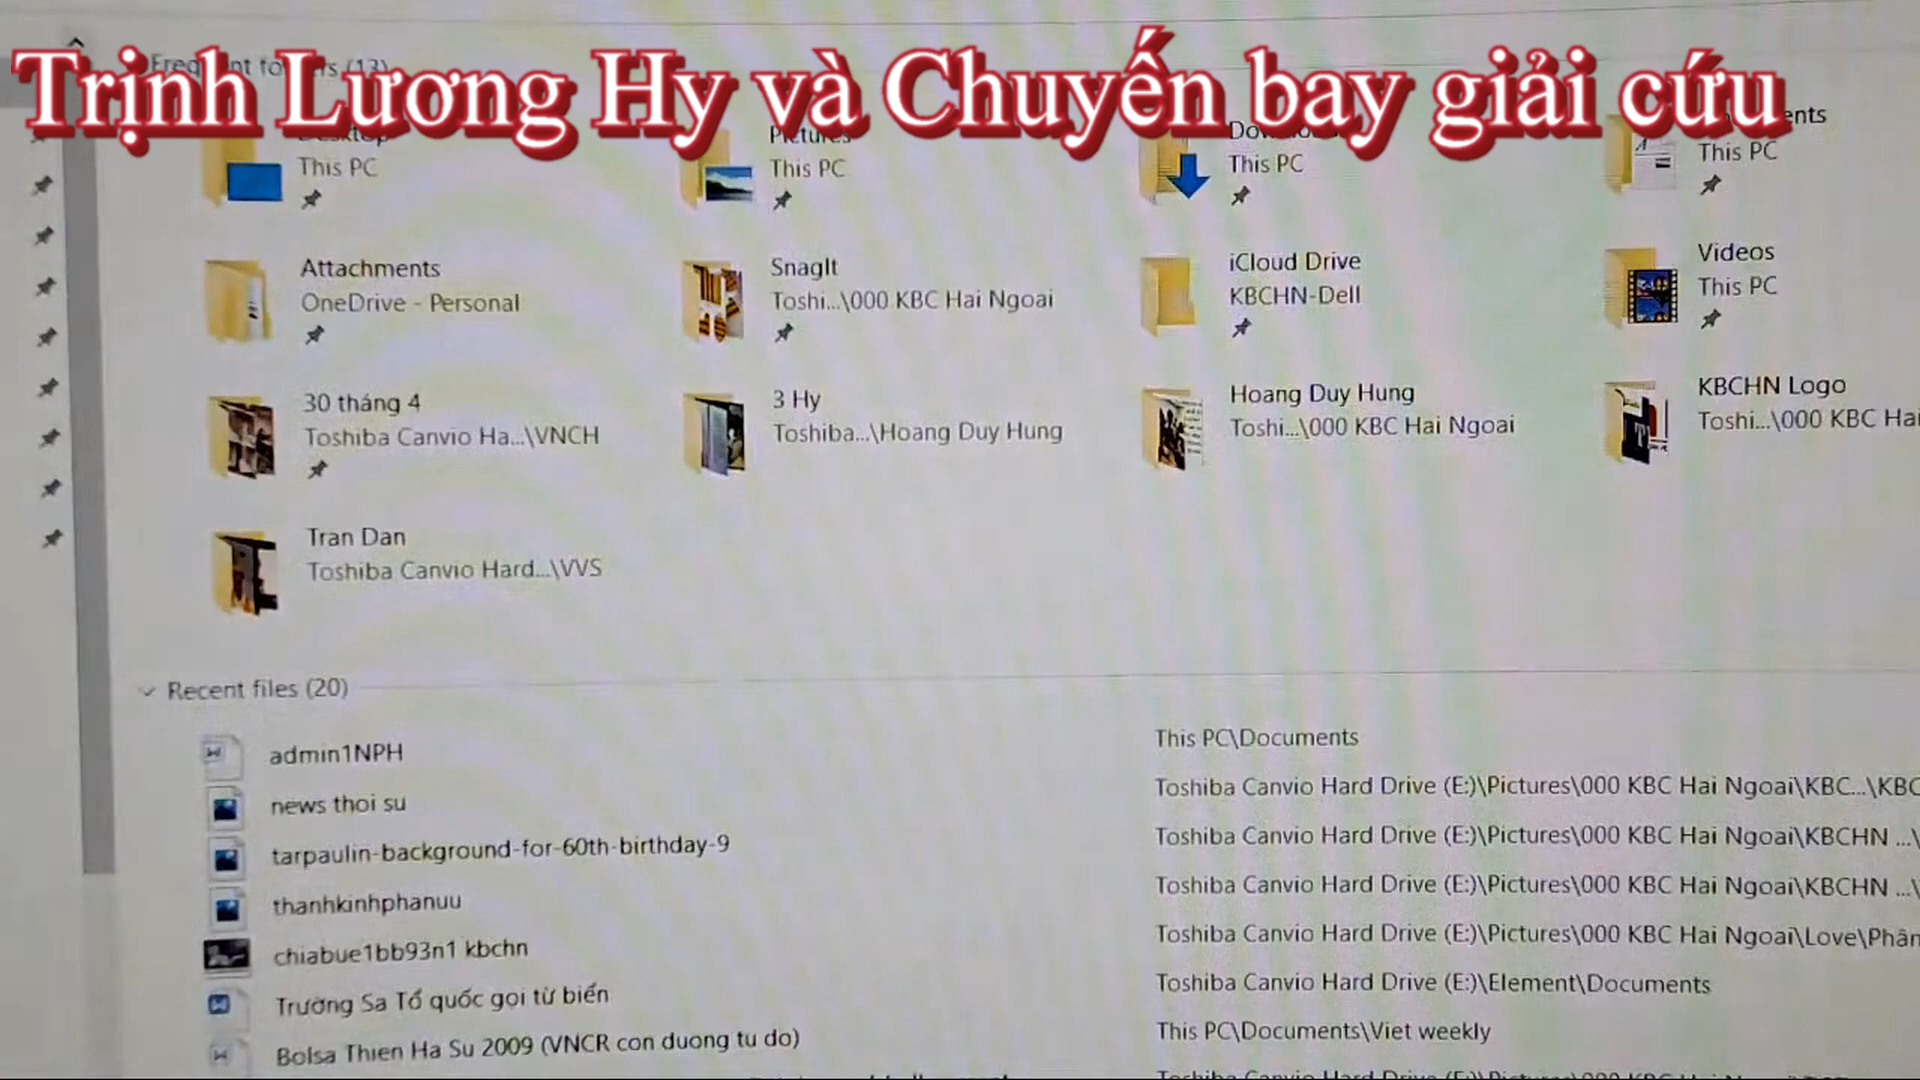 Trịnh Lương Hy và Chuyến bay giải cứu
Frequent folders (13)
Desktop
This PC
Pictures
This PC
This PC
This PC
Attachments
OneDrive - Personal
SnagIt
Toshi...\000 KBC Hai Ngoai
iCloud Drive
KBCHN-Dell
Videos
This PC
30 tháng 4
Toshiba Canvio Ha...\VNCH
3 Hy
Toshiba...\Hoang Duy Hung
Hoang Duy Hung
Toshi...\000 KBC Hai Ngoai
KBCHN Logo
Toshi...\000 KBC Hai
Tran Dan
Toshiba Canvio Hard...\VVS
Recent files (20)
admin1NPH
This PC\Documents
news thoi su
Toshiba Canvio Hard Drive (E:)\Pictures\000 KBC Hai Ngoai\KBC...\KBC
tarpaulin-background-for-60th-birthday-9
Toshiba Canvio Hard Drive (E:)\Pictures\000 KBC Hai Ngoai\KBCHN ...\
thanhkinhphanuu
Toshiba Canvio Hard Drive (E:)\Pictures\000 KBC Hai Ngoai\KBCHN ...\
chiabue1bb93n1 kbchn
Toshiba Canvio Hard Drive (E:)\Pictures\000 KBC Hai Ngoai\Love\Phân
Trường Sa Tổ quốc gọi từ biển
Toshiba Canvio Hard Drive (E:)\Element\Documents
Bolsa Thien Ha Su 2009 (VNCR con duong tu do)
This PC\Documents\Viet weekly